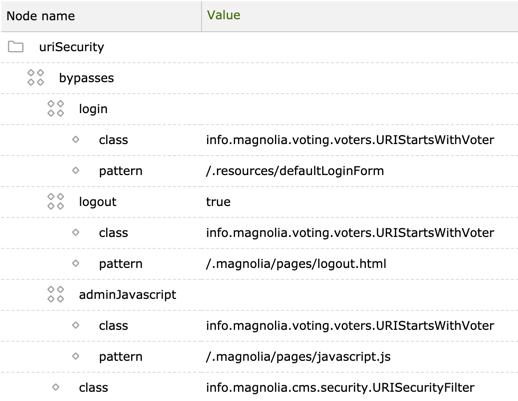 Node name Value
uriSecurity
bypasses
login
class info.magnolia.voting.voters.URIStartsWithVoter
pattern /.resources/defaultLoginForm
logout true
class info.magnolia.voting.voters.URIStartsWithVoter
pattern /.magnolia/pages/logout.html
adminJavascript
class info.magnolia.voting.voters.URIStartsWithVoter
pattern /.magnolia/pages/javascript.js
class info.magnolia.cms.security.URISecurityFilter